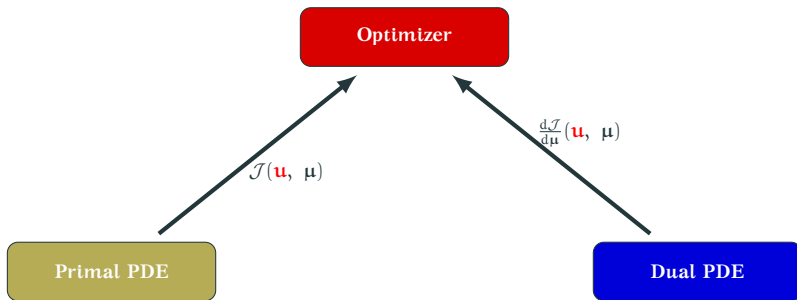 Optimizer
d𝒥/d𝛍(u, μ)
𝒥(u, μ)
Primal PDE
Dual PDE